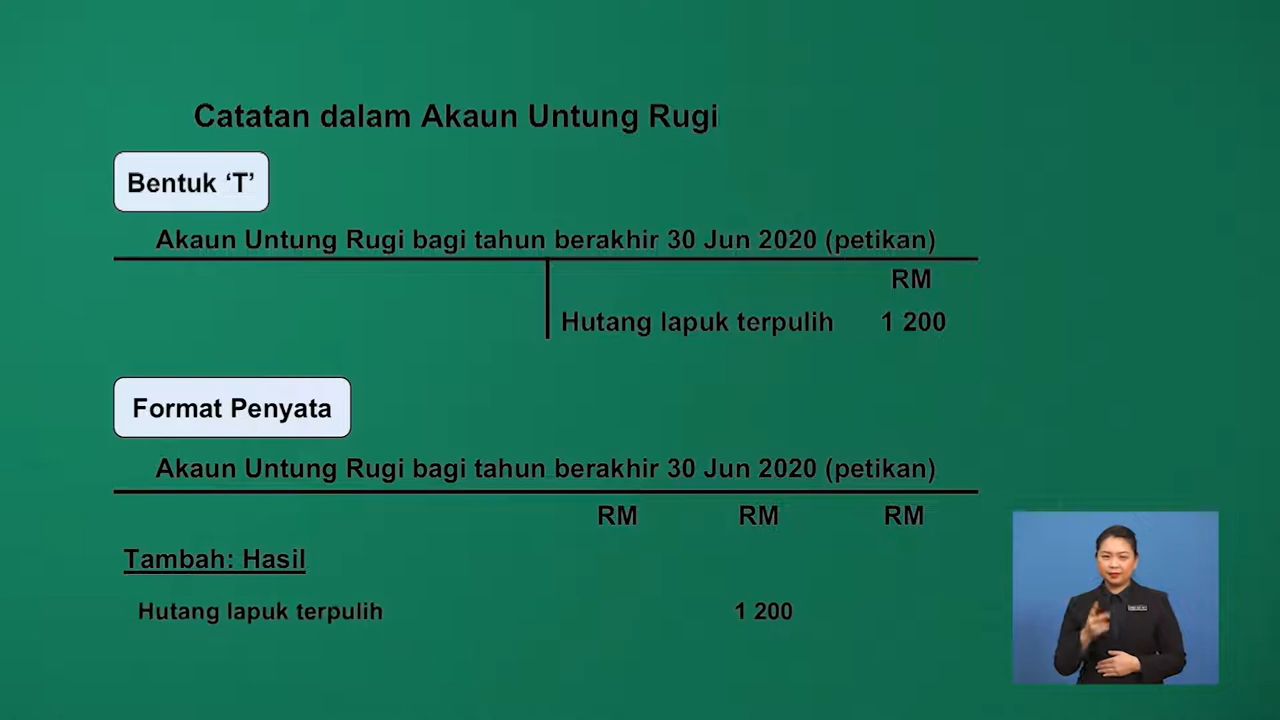 Catatan dalam Akaun Untung Rugi
Bentuk ‘T’
Akaun Untung Rugi bagi tahun berakhir 30 Jun 2020 (petikan)
RM
Hutang lapuk terpulih 1 200
Format Penyata
Akaun Untung Rugi bagi tahun berakhir 30 Jun 2020 (petikan)
RM RM RM
Tambah: Hasil
Hutang lapuk terpulih 1 200